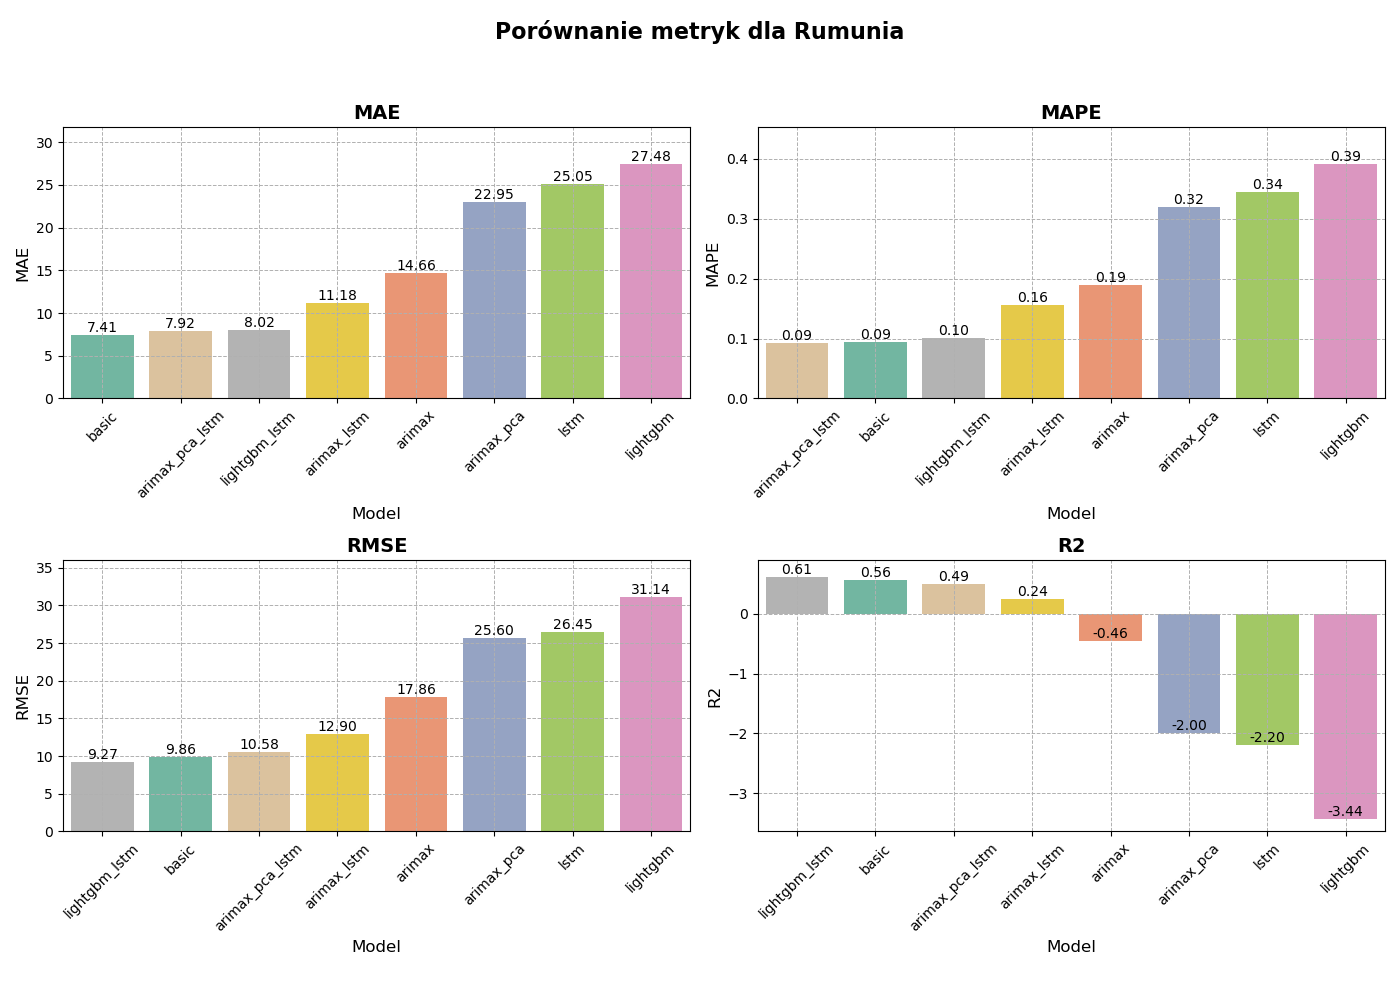 Porównanie metryk dla Rumunia
MAE
30
25
20
15
10
5
0
MAE
7.41
7.92
8.02
11.18
14.66
22.95
25.05
27.48
basic
arimax_pca_lstm
lightgbm_lstm
arimax_lstm
arimax
arimax_pca
lstm
lightgbm
Model
MAPE
0.4
0.3
0.2
0.1
0.0
MAPE
0.09
0.09
0.10
0.16
0.19
0.32
0.34
0.39
arimax_pca_lstm
basic
lightgbm_lstm
arimax_lstm
arimax
arimax_pca
lstm
lightgbm
Model
RMSE
35
30
25
20
15
10
5
0
RMSE
9.27
9.86
10.58
12.90
17.86
25.60
26.45
31.14
lightgbm_lstm
basic
arimax_pca_lstm
arimax_lstm
arimax
arimax_pca
lstm
lightgbm
Model
R2
0
−1
−2
−3
R2
0.61
0.56
0.49
0.24
-0.46
-2.00
-2.20
-3.44
lightgbm_lstm
basic
arimax_pca_lstm
arimax_lstm
arimax
arimax_pca
lstm
lightgbm
Model